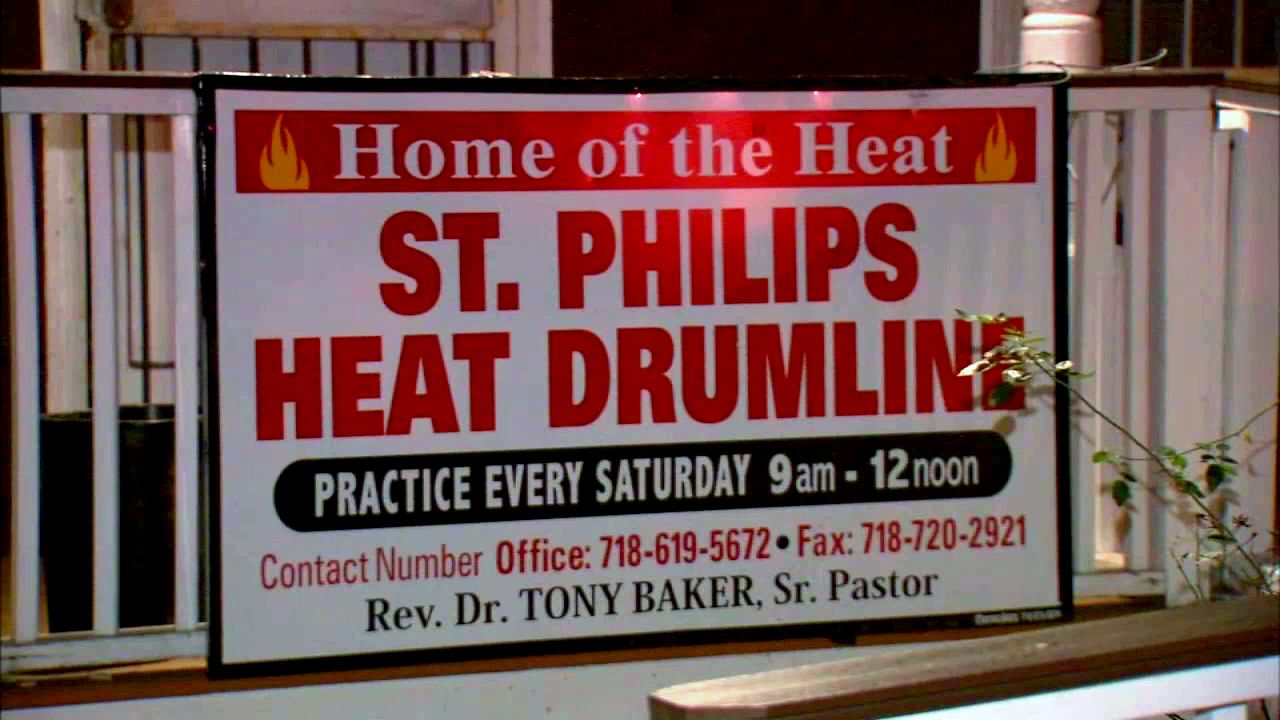 Home of the Heat
ST. PHILIPS
HEAT DRUMLINE
PRACTICE EVERY SATURDAY 9am - 12noon
Contact Number Office: 718-619-5672 • Fax: 718-720-2921
Rev. Dr. TONY BAKER, Sr. Pastor